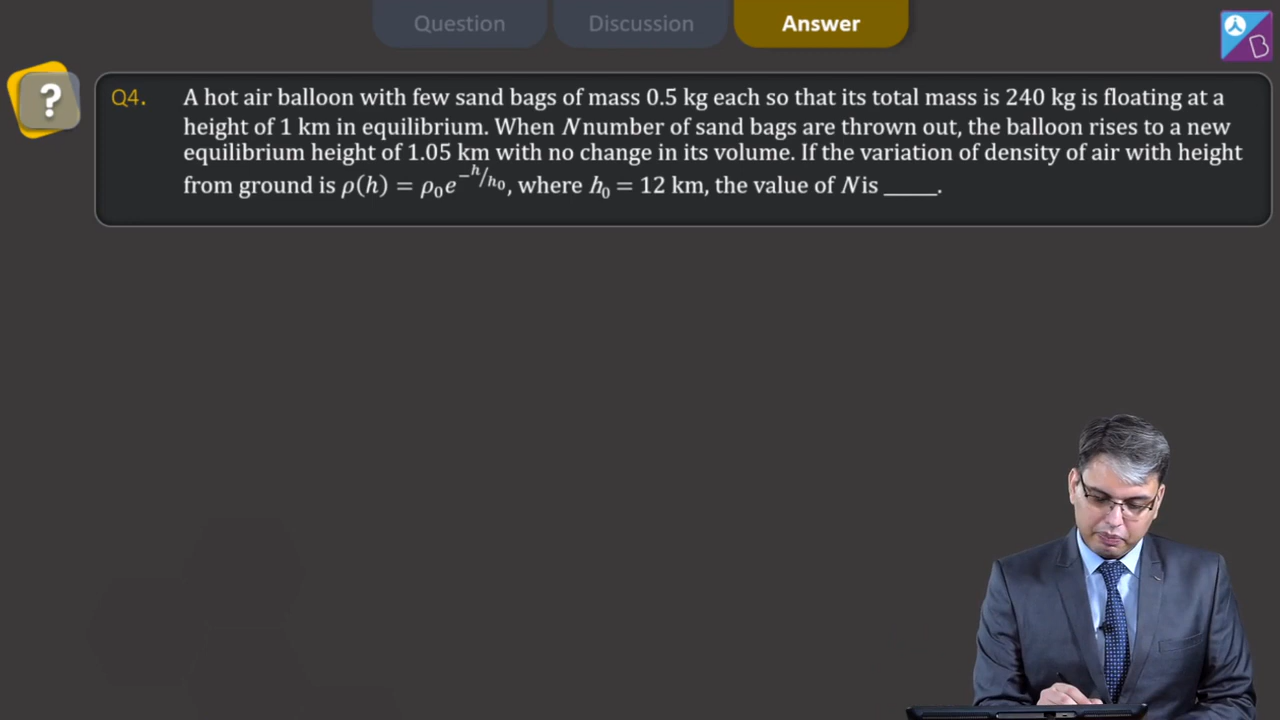 Question Discussion Answer
?
Q4. A hot air balloon with few sand bags of mass 0.5 kg each so that its total mass is 240 kg is floating at a
height of 1 km in equilibrium. When N number of sand bags are thrown out, the balloon rises to a new
equilibrium height of 1.05 km with no change in its volume. If the variation of density of air with height
from ground is ρ(h) = ρ₀e^(−h/h₀), where h₀ = 12 km, the value of N is _____.
B